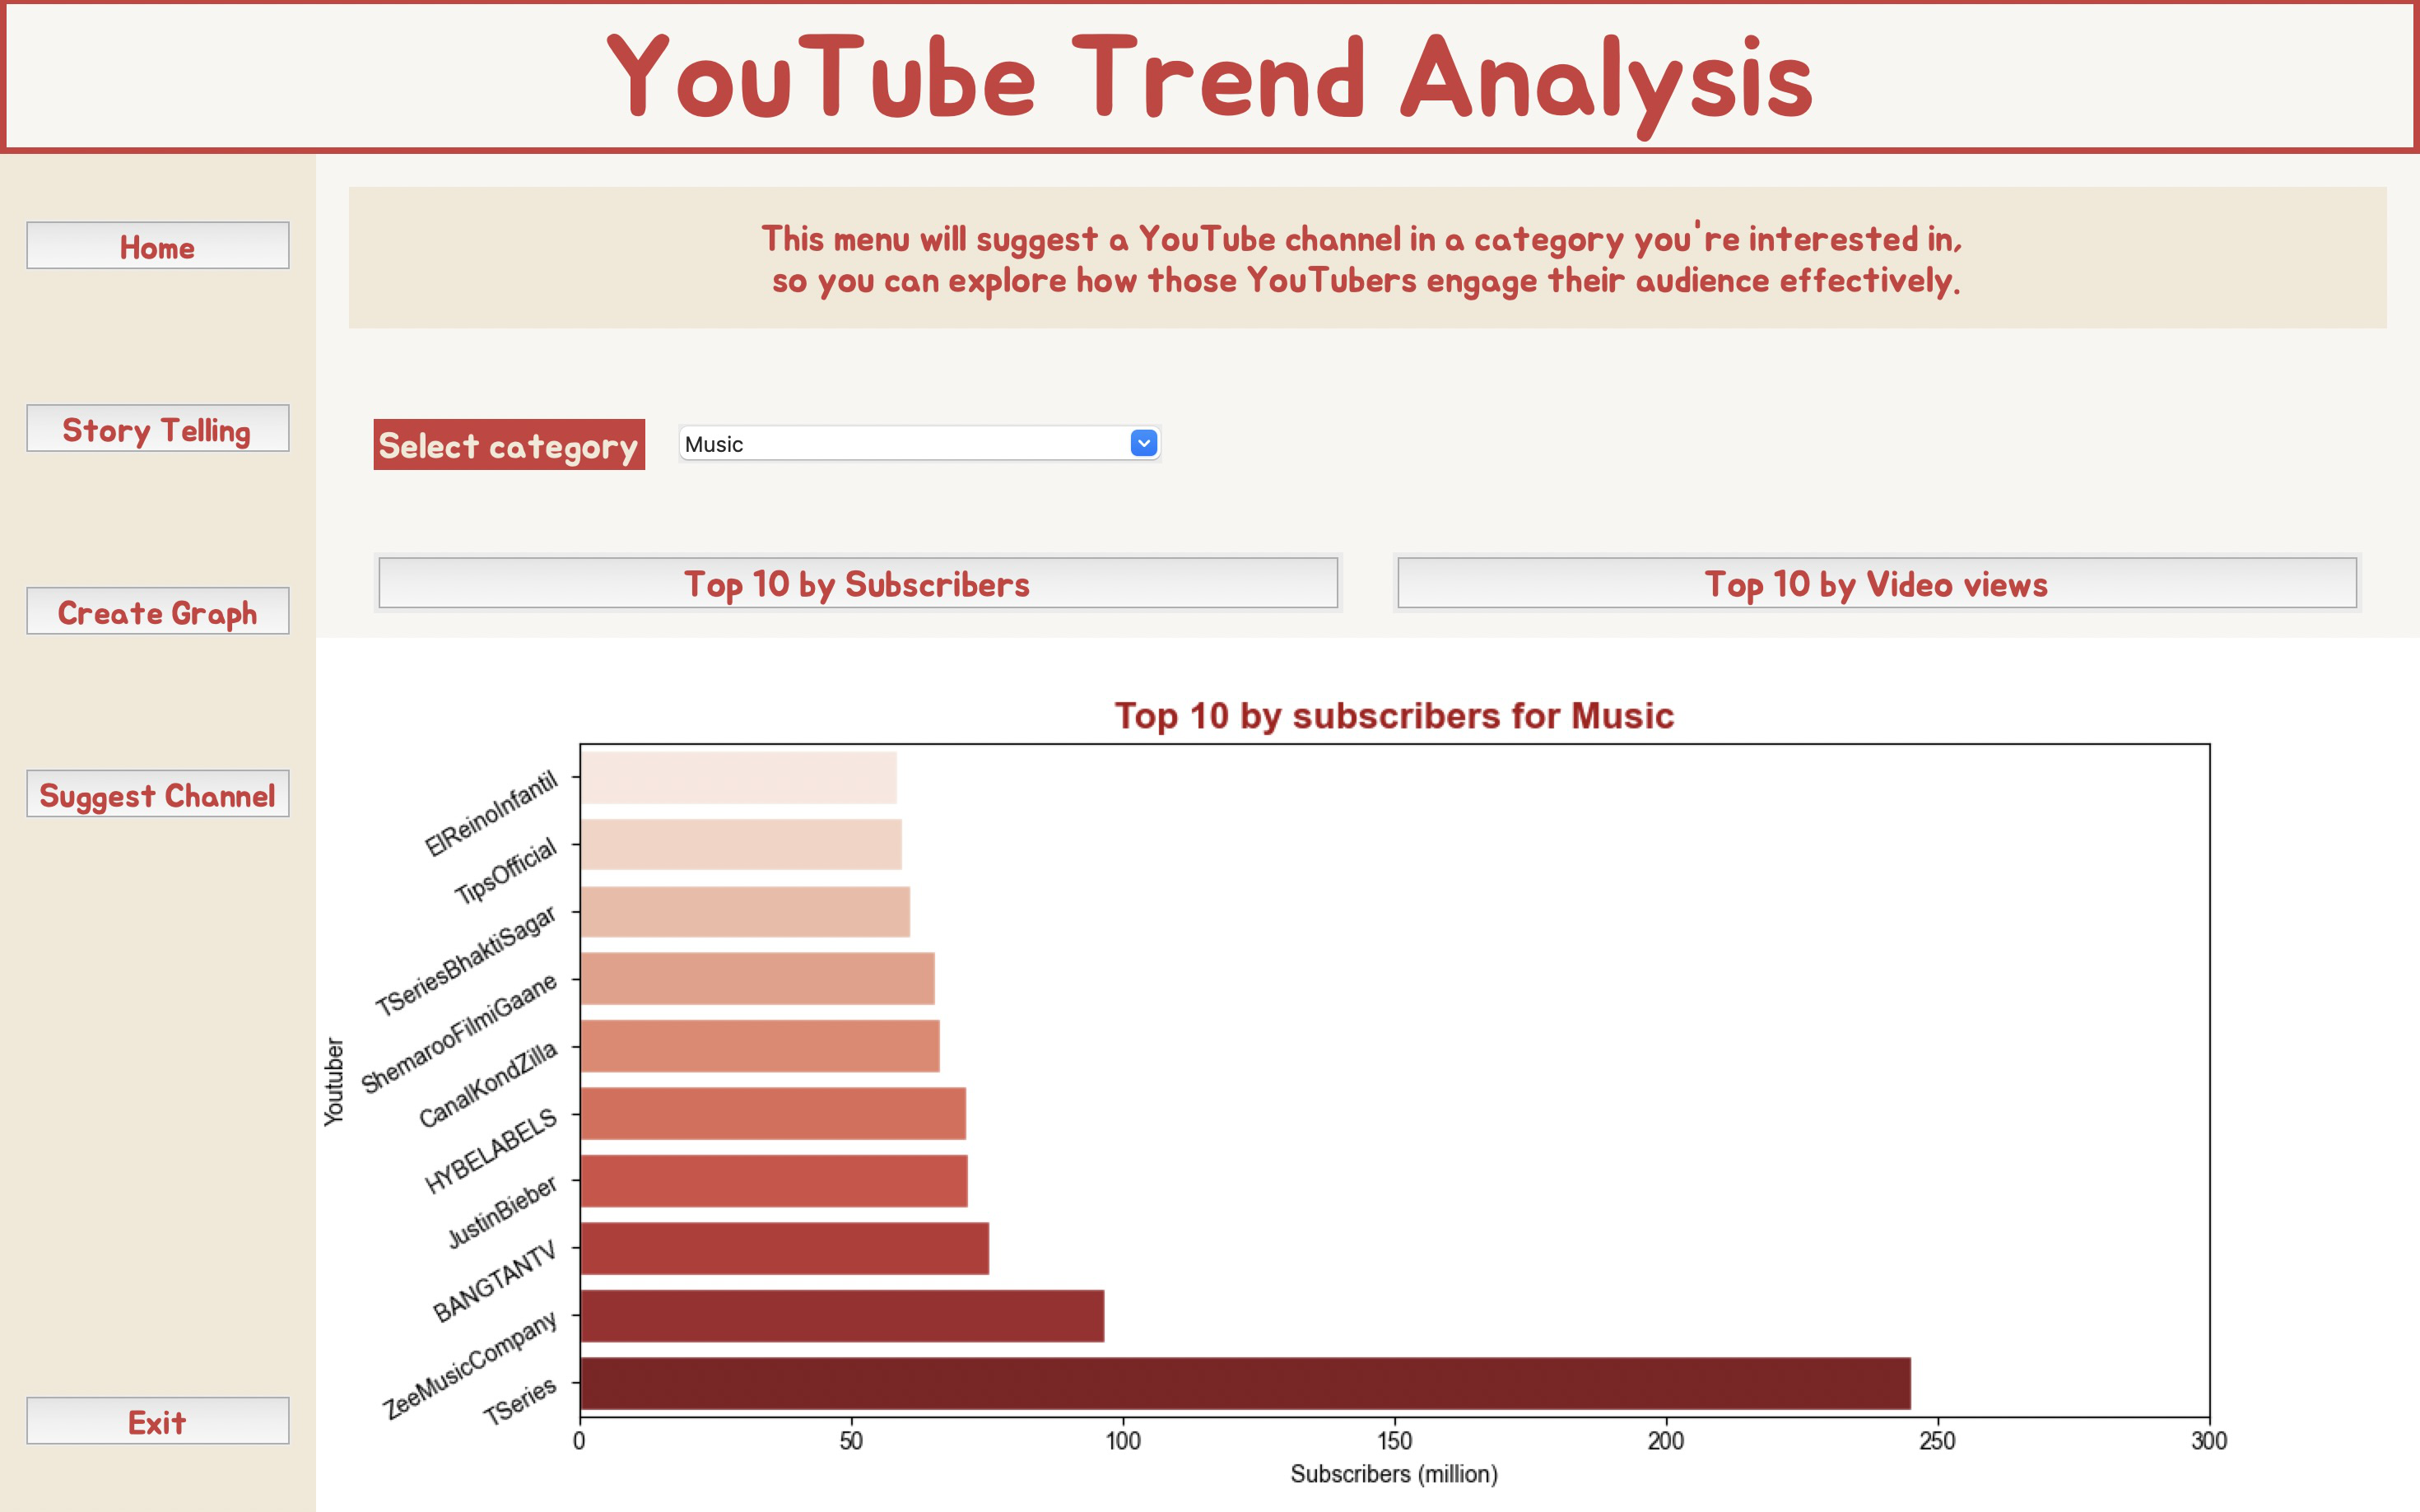 YouTube Trend Analysis
Home
Story Telling
Create Graph
Suggest Channel
Exit
This menu will suggest a YouTube channel in a category you're interested in,
so you can explore how those YouTubers engage their audience effectively.
Select category
Music
Top 10 by Subscribers
Top 10 by Video views
Top 10 by subscribers for Music
Youtuber
ElReinoInfantil
TipsOfficial
TSeriesBhaktiSagar
ShemarooFilmiGaane
CanalKondZilla
HYBELABELS
JustinBieber
BANGTANTV
ZeeMusicCompany
TSeries
0 50 100 150 200 250 300
Subscribers (million)